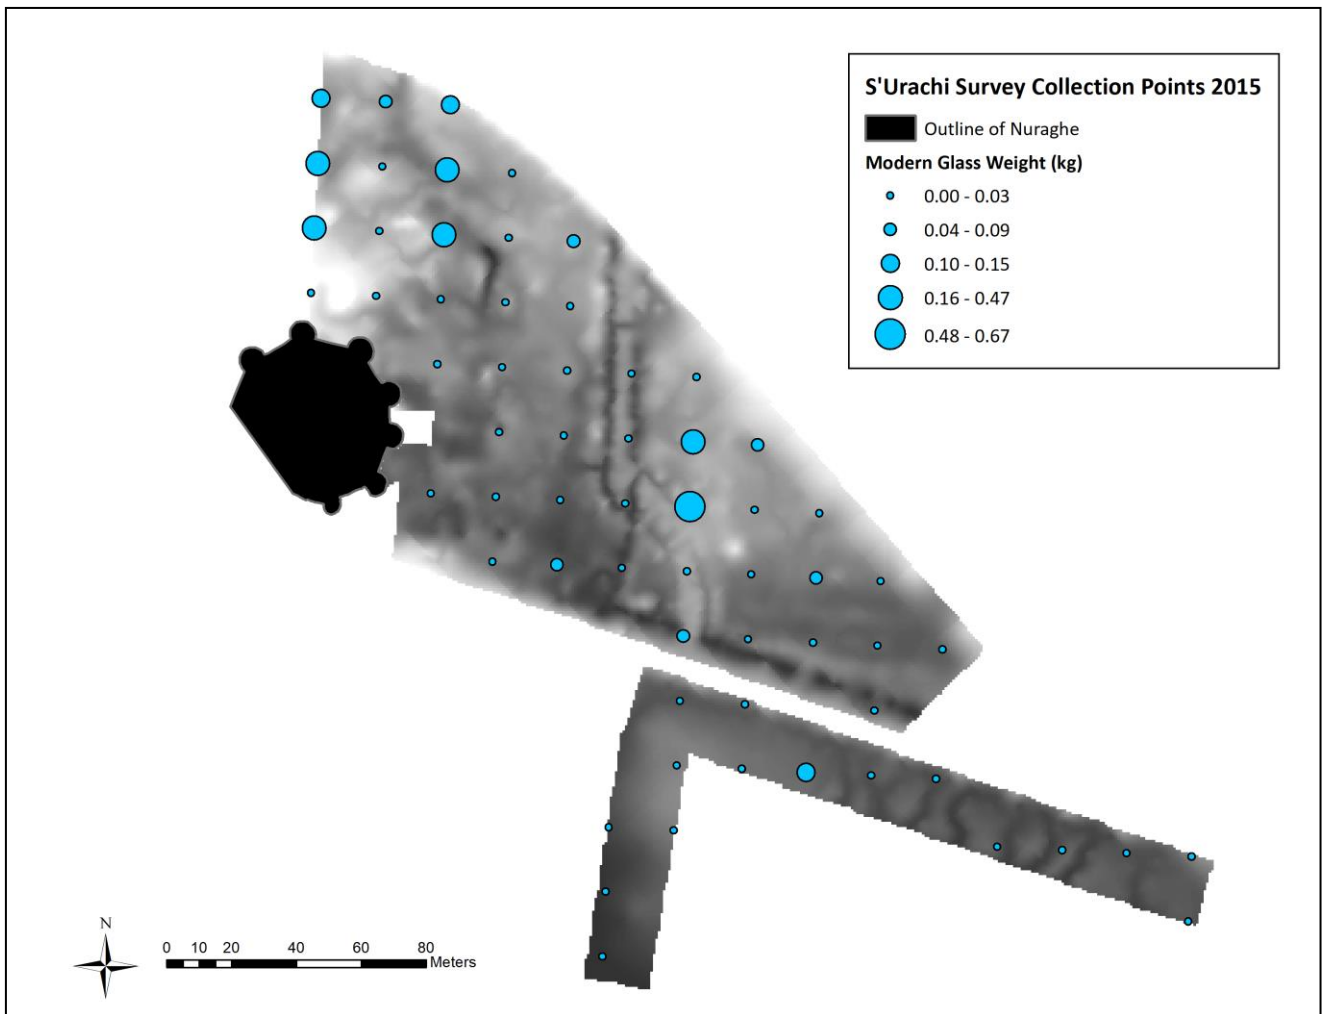 S'Urachi Survey Collection Points 2015
Outline of Nuraghe
Modern Glass Weight (kg)
0.00 - 0.03
0.04 - 0.09
0.10 - 0.15
0.16 - 0.47
0.48 - 0.67
N
0 10 20 40 60 80
Meters